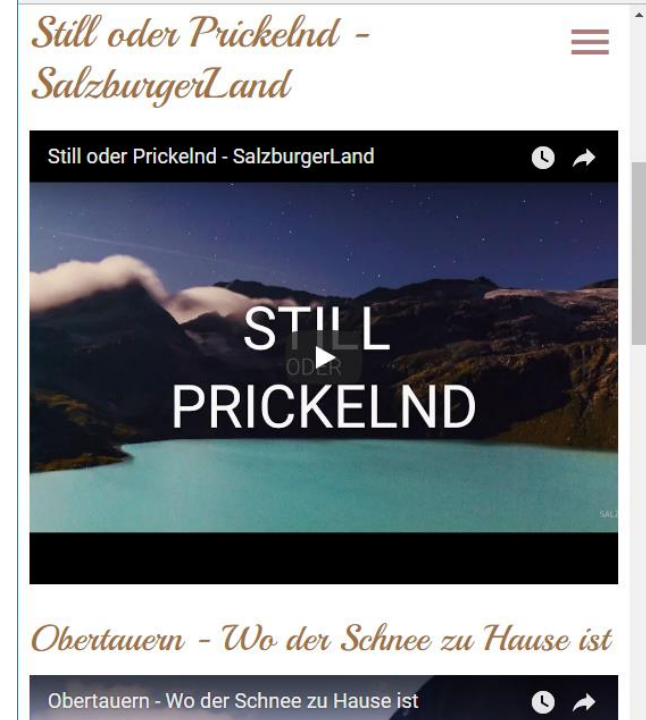 Still oder Prickelnd -
SalzburgerLand
Still oder Prickelnd - SalzburgerLand
STILL
ODER
PRICKELND
SALZ
Obertauern - Wo der Schnee zu Hause ist
Obertauern - Wo der Schnee zu Hause ist